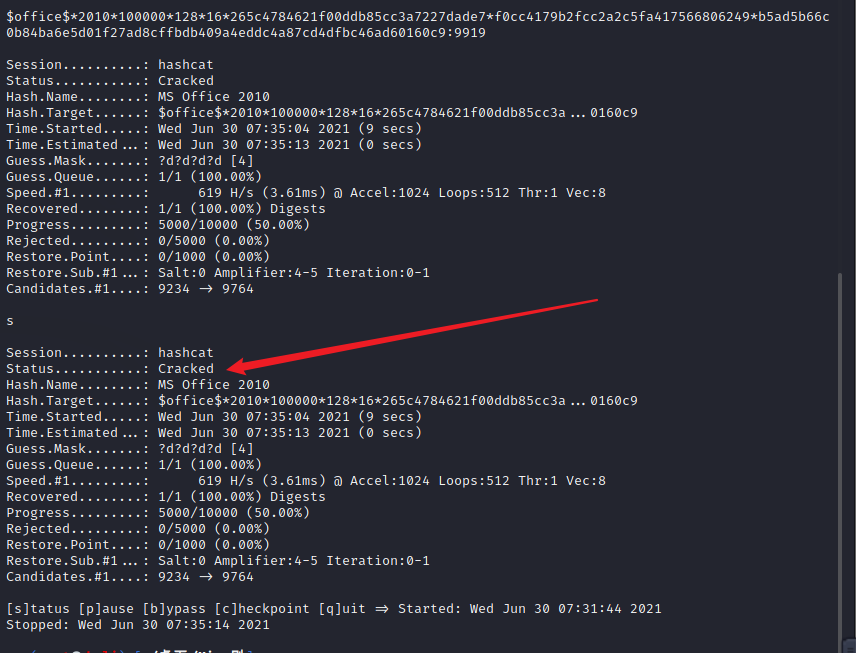 $office$*2010*100000*128*16*265c4784621f00ddb85cc3a7227dade7*f0cc4179b2fcc2a2c5fa417566806249*b5ad5b66c
0b84ba6e5d01f27ad8cffbdb409a4eddc4a87cd4dfbc46ad60160c9:9919
Session..........: hashcat
Status...........: Cracked
Hash.Name........: MS Office 2010
Hash.Target......: $office$*2010*100000*128*16*265c4784621f00ddb85cc3a...0160c9
Time.Started.....: Wed Jun 30 07:35:04 2021 (9 secs)
Time.Estimated...: Wed Jun 30 07:35:13 2021 (0 secs)
Guess.Mask.......: ?d?d?d?d [4]
Guess.Queue......: 1/1 (100.00%)
Speed.#1.........:      619 H/s (3.61ms) @ Accel:1024 Loops:512 Thr:1 Vec:8
Recovered........: 1/1 (100.00%) Digests
Progress.........: 5000/10000 (50.00%)
Rejected.........: 0/5000 (0.00%)
Restore.Point....: 0/1000 (0.00%)
Restore.Sub.#1...: Salt:0 Amplifier:4-5 Iteration:0-1
Candidates.#1....: 9234 -> 9764
s
Session..........: hashcat
Status...........: Cracked
Hash.Name........: MS Office 2010
Hash.Target......: $office$*2010*100000*128*16*265c4784621f00ddb85cc3a...0160c9
Time.Started.....: Wed Jun 30 07:35:04 2021 (9 secs)
Time.Estimated...: Wed Jun 30 07:35:13 2021 (0 secs)
Guess.Mask.......: ?d?d?d?d [4]
Guess.Queue......: 1/1 (100.00%)
Speed.#1.........:      619 H/s (3.61ms) @ Accel:1024 Loops:512 Thr:1 Vec:8
Recovered........: 1/1 (100.00%) Digests
Progress.........: 5000/10000 (50.00%)
Rejected.........: 0/5000 (0.00%)
Restore.Point....: 0/1000 (0.00%)
Restore.Sub.#1...: Salt:0 Amplifier:4-5 Iteration:0-1
Candidates.#1....: 9234 -> 9764
[s]tatus [p]ause [b]ypass [c]heckpoint [q]uit => Started: Wed Jun 30 07:31:44 2021
Stopped: Wed Jun 30 07:35:14 2021